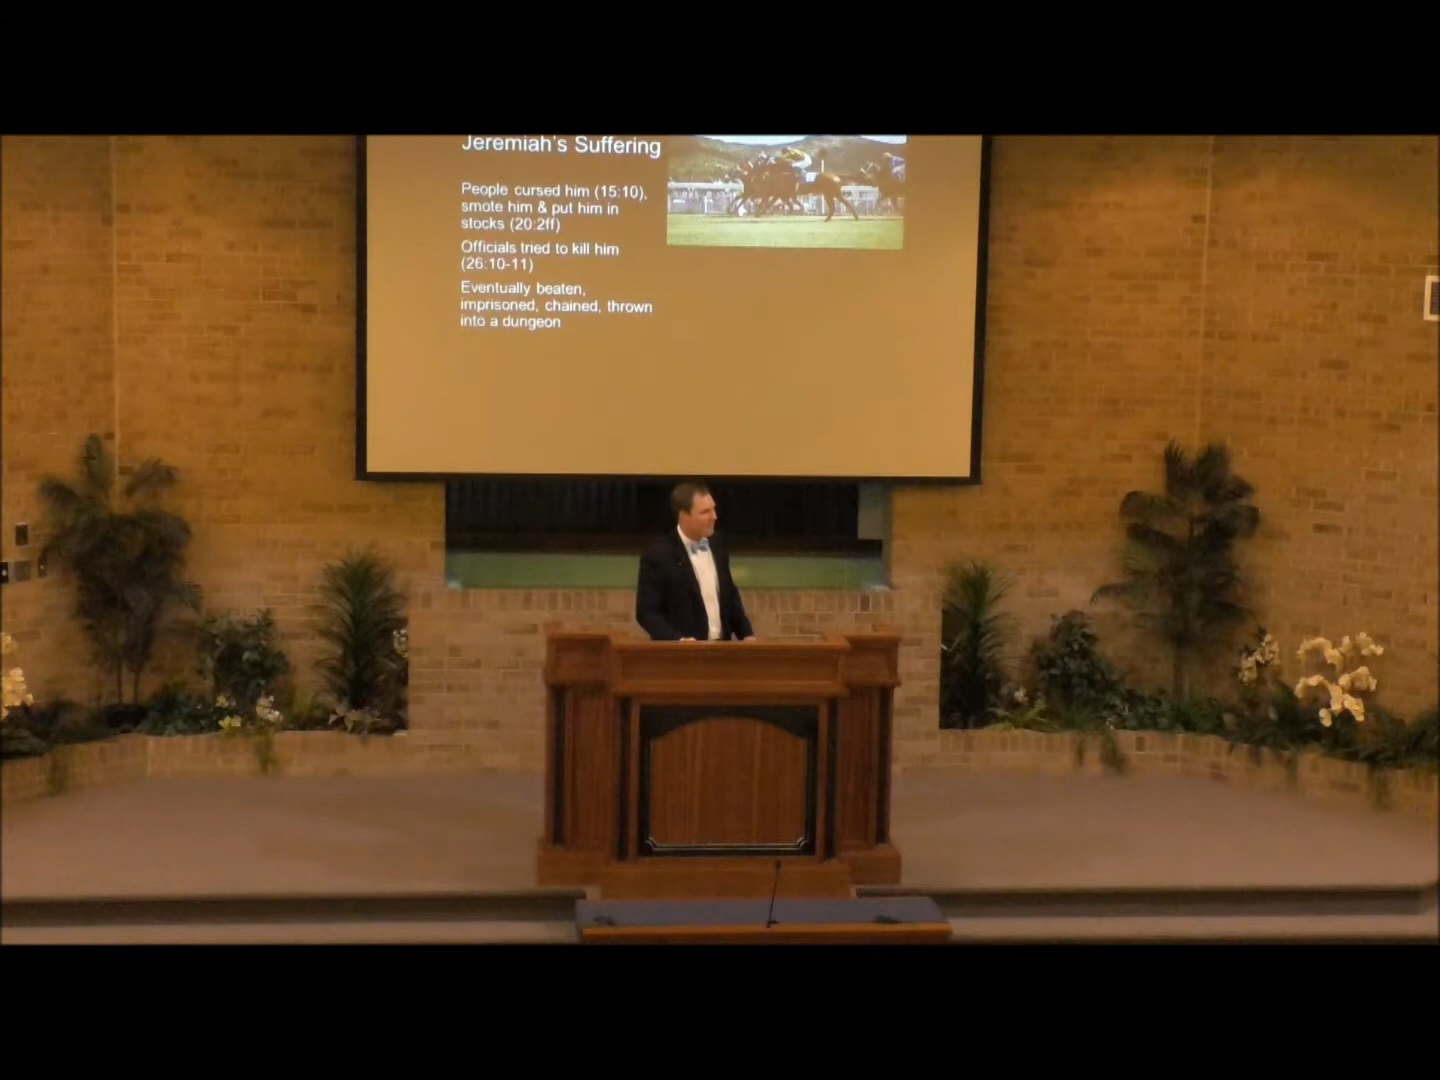 Jeremiah's Suffering
People cursed him (15:10),
smote him & put him in
stocks (20:2ff)
Officials tried to kill him
(26:10-11)
Eventually beaten,
imprisoned, chained, thrown
into a dungeon